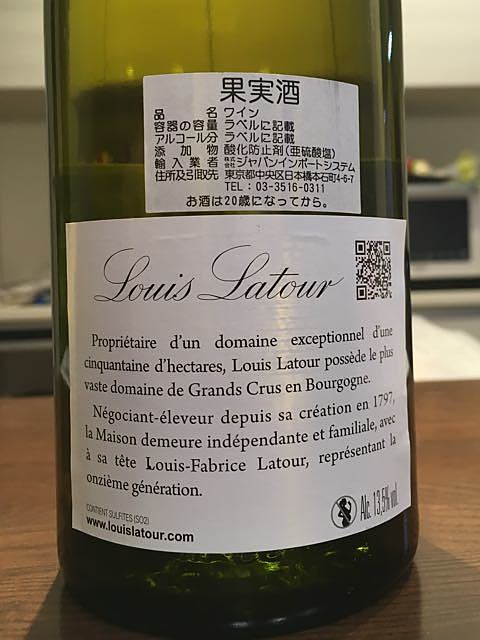 果実酒
品 名 ワイン
容器の容量 ラベルに記載
アルコール分 ラベルに記載
添 加 物 酸化防止剤(亜硫酸塩)
輸入業者 株式会社ジャパンインポートシステム
住所及引取先 東京都中央区日本橋本石町4-6-7
TEL:03-3516-0311
お酒は20歳になってから。
Louis Latour
Propriétaire d'un domaine exceptionnel d'une
cinquantaine d'hectares, Louis Latour possède le plus
vaste domaine de Grands Crus en Bourgogne.
Négociant-éleveur depuis sa création en 1797,
la Maison demeure indépendante et familiale, avec
à sa tête Louis-Fabrice Latour, représentant la
onzième génération.
CONTIENT SULFITES (SO2)
www.louislatour.com
Alc. 13,5% vol.